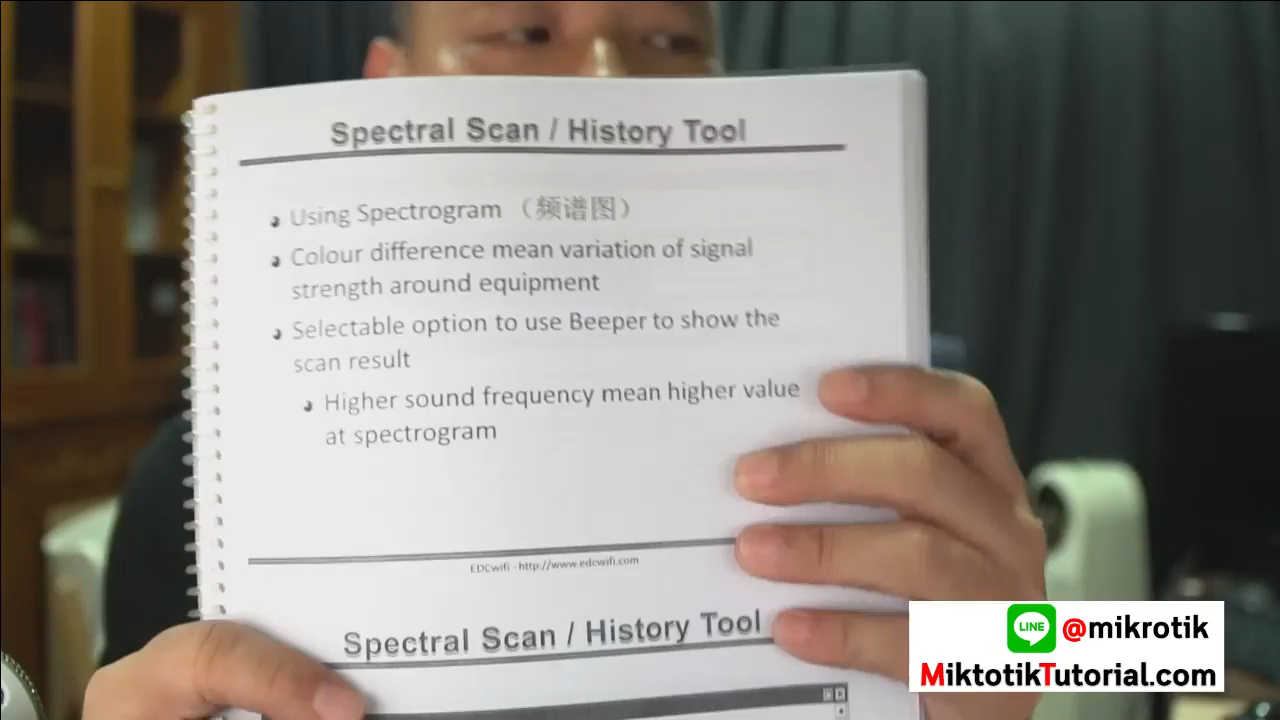 Spectral Scan / History Tool
Using Spectrogram （频谱图）
Colour difference mean variation of signal
strength around equipment
Selectable option to use Beeper to show the
scan result
Higher sound frequency mean higher value
at spectrogram
EDCwifi - http://www.edcwifi.com
Spectral Scan / History Tool
LINE @mikrotik
MiktotikTutorial.com